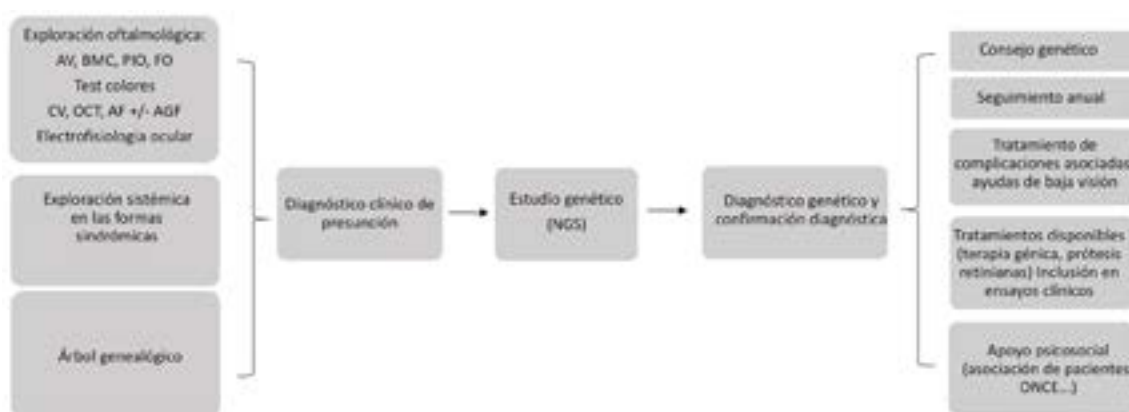 Exploración oftalmológica:
AV, BMC, PIO, FO
Test colores
CV, OCT, AF +/- AGF
Electrofisiologia ocular
Exploración sistémica
en las formas
sindrómicas
Árbol genealógico
Diagnóstico clínico de
presunción
Estudio genético
(NGS)
Diagnóstico genético y
confirmación diagnóstica
Consejo genético
Seguimiento anual
Tratamiento de
complicaciones asociadas
ayudas de baja visión
Tratamientos disponibles
(terapia génica, prótesis
retinianas) Inclusión en
ensayos clínicos
Apoyo psicosocial
(asociación de pacientes
ONCE...)